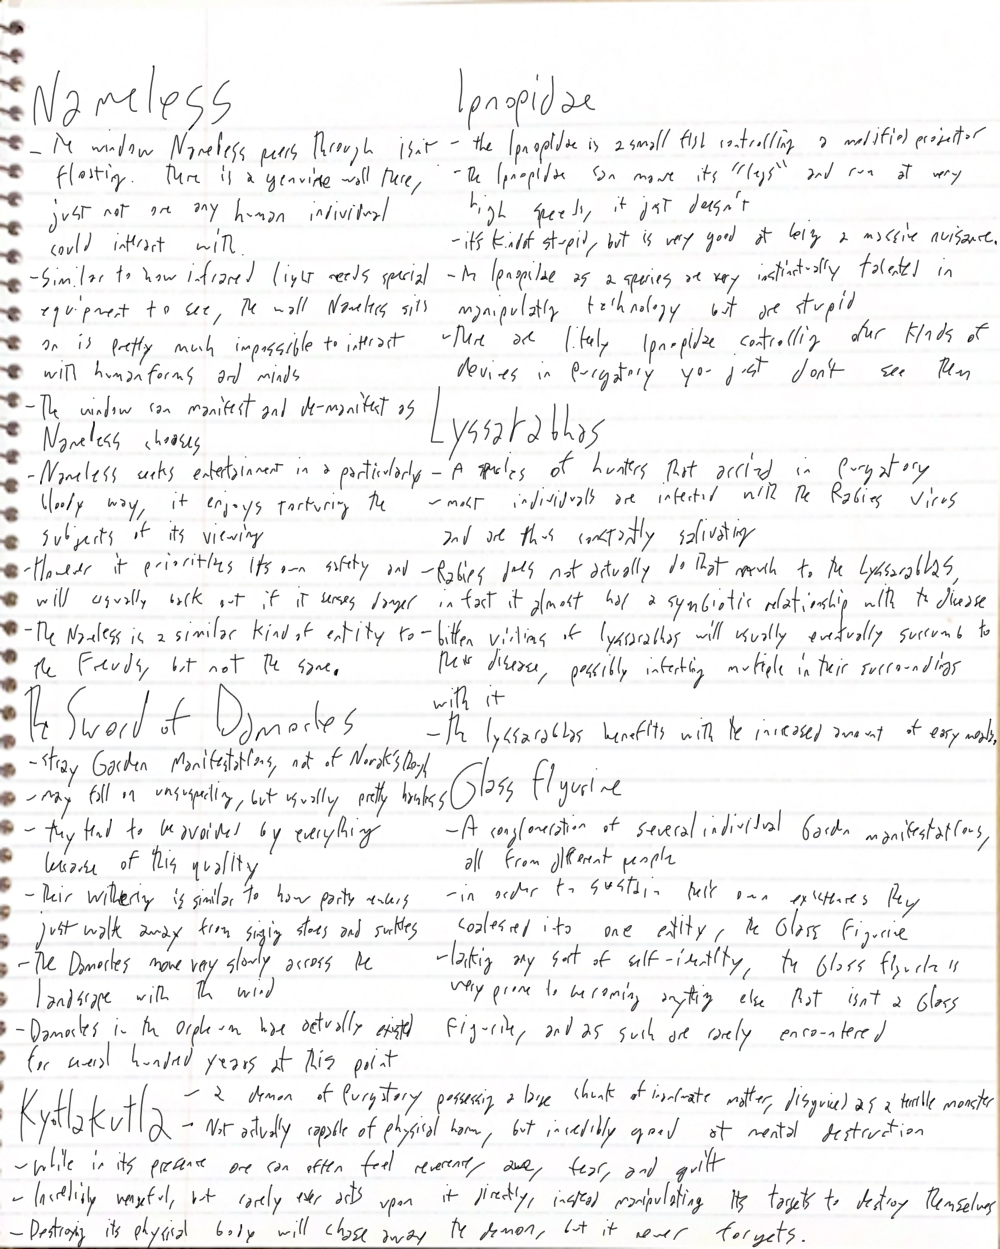 Nameless
- The window Nameless peers through isn't
floating. There is a genuine wall there,
just not one any human individual
could interact with.
- Similar to how infrared light needs special
equipment to see, the wall Nameless sits
on is pretty much impossible to interact
with human forms and minds
- The window can manifest and de-manifest as
Nameless chooses
- Nameless seeks entertainment in a particularly
bloody way, it enjoys torturing the
subjects of its viewing
- However it prioritizes its own safety and
will usually back out if it senses danger
- The Nameless is a similar kind of entity to
the Freuds, but not the same.
The Sword of Damocles
- stray Garden Manifestations, not of Norak's
- may fall on unsuspecting, but usually pretty harmless
- they tend to be avoided by everything
because of this quality
- Their withering is similar to how party
just walk away from singing and
- The Damocles move very slowly across the
landscape with the wind
- Damocles in the have actually existed
for several hundred years at this point
Ipnopidae
- the Ipnopidae is a small fish controlling a modified projector
- the Ipnopidae can move its "legs" and run at very
high speeds, it just doesn't
- it's kind of stupid, but is very good at being a massive nuisance.
- The Ipnopidae as a species are very instinctually talented in
manipulating technology but are stupid
- There are likely Ipnopidae controlling other kinds of
devices in Purgatory you just don't see them
Lyssarabhas
- A species of hunters that arrived in Purgatory
- most individuals are infected with the Rabies virus
and are thus constantly salivating
- Rabies does not actually do that much to the Lyssarabhas,
in fact it almost has a symbiotic relationship with the disease
- bitten victims of lyssarabhas will usually eventually succumb to
the disease, possibly infecting multiple in their surroundings
with it
- The lyssarabhas benefits with the increased amount of easy meals.
Glass Figurine
- A conglomeration of several individual Garden manifestations,
all from different people
- in order to sustain their own existences they
coalesced into one entity, the Glass Figurine
- lacking any sort of self-identity, the Glass figurine is
very prone to becoming anything else that isn't a Glass
Figurine, and as such are rarely encountered
Kyotlakutla
- a demon of Purgatory possessing a large chunk of inanimate matter, disguised as a terrible monster
- Not actually capable of physical harm, but incredibly good at mental destruction
- while in its presence one can often feel reverence, awe, fear, and guilt
- Incredibly vengeful, but rarely ever acts upon it directly, instead manipulating its targets to destroy themselves
- Destroying its physical body will chase away the demon, but it never forgets.